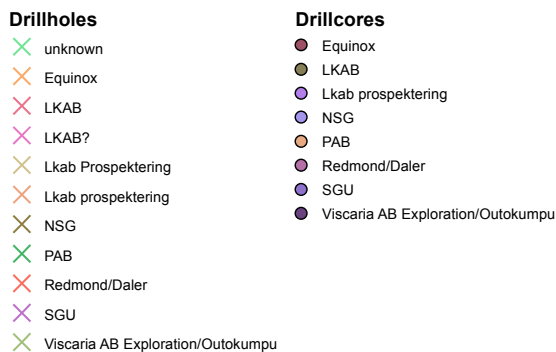 Drillholes
unknown
Equinox
LKAB
LKAB?
Lkab Prospektering
Lkab prospektering
NSG
PAB
Redmond/Daler
SGU
Viscaria AB Exploration/Outokumpu
Drillcores
Equinox
LKAB
Lkab prospektering
NSG
PAB
Redmond/Daler
SGU
Viscaria AB Exploration/Outokumpu